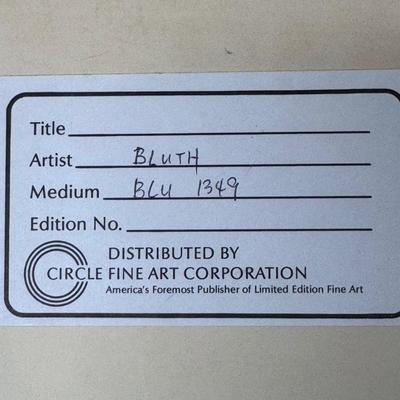 Title
Artist BLUTH
Medium BLU 1349
Edition No.
DISTRIBUTED BY
CIRCLE FINE ART CORPORATION
America's Foremost Publisher of Limited Edition Fine Art